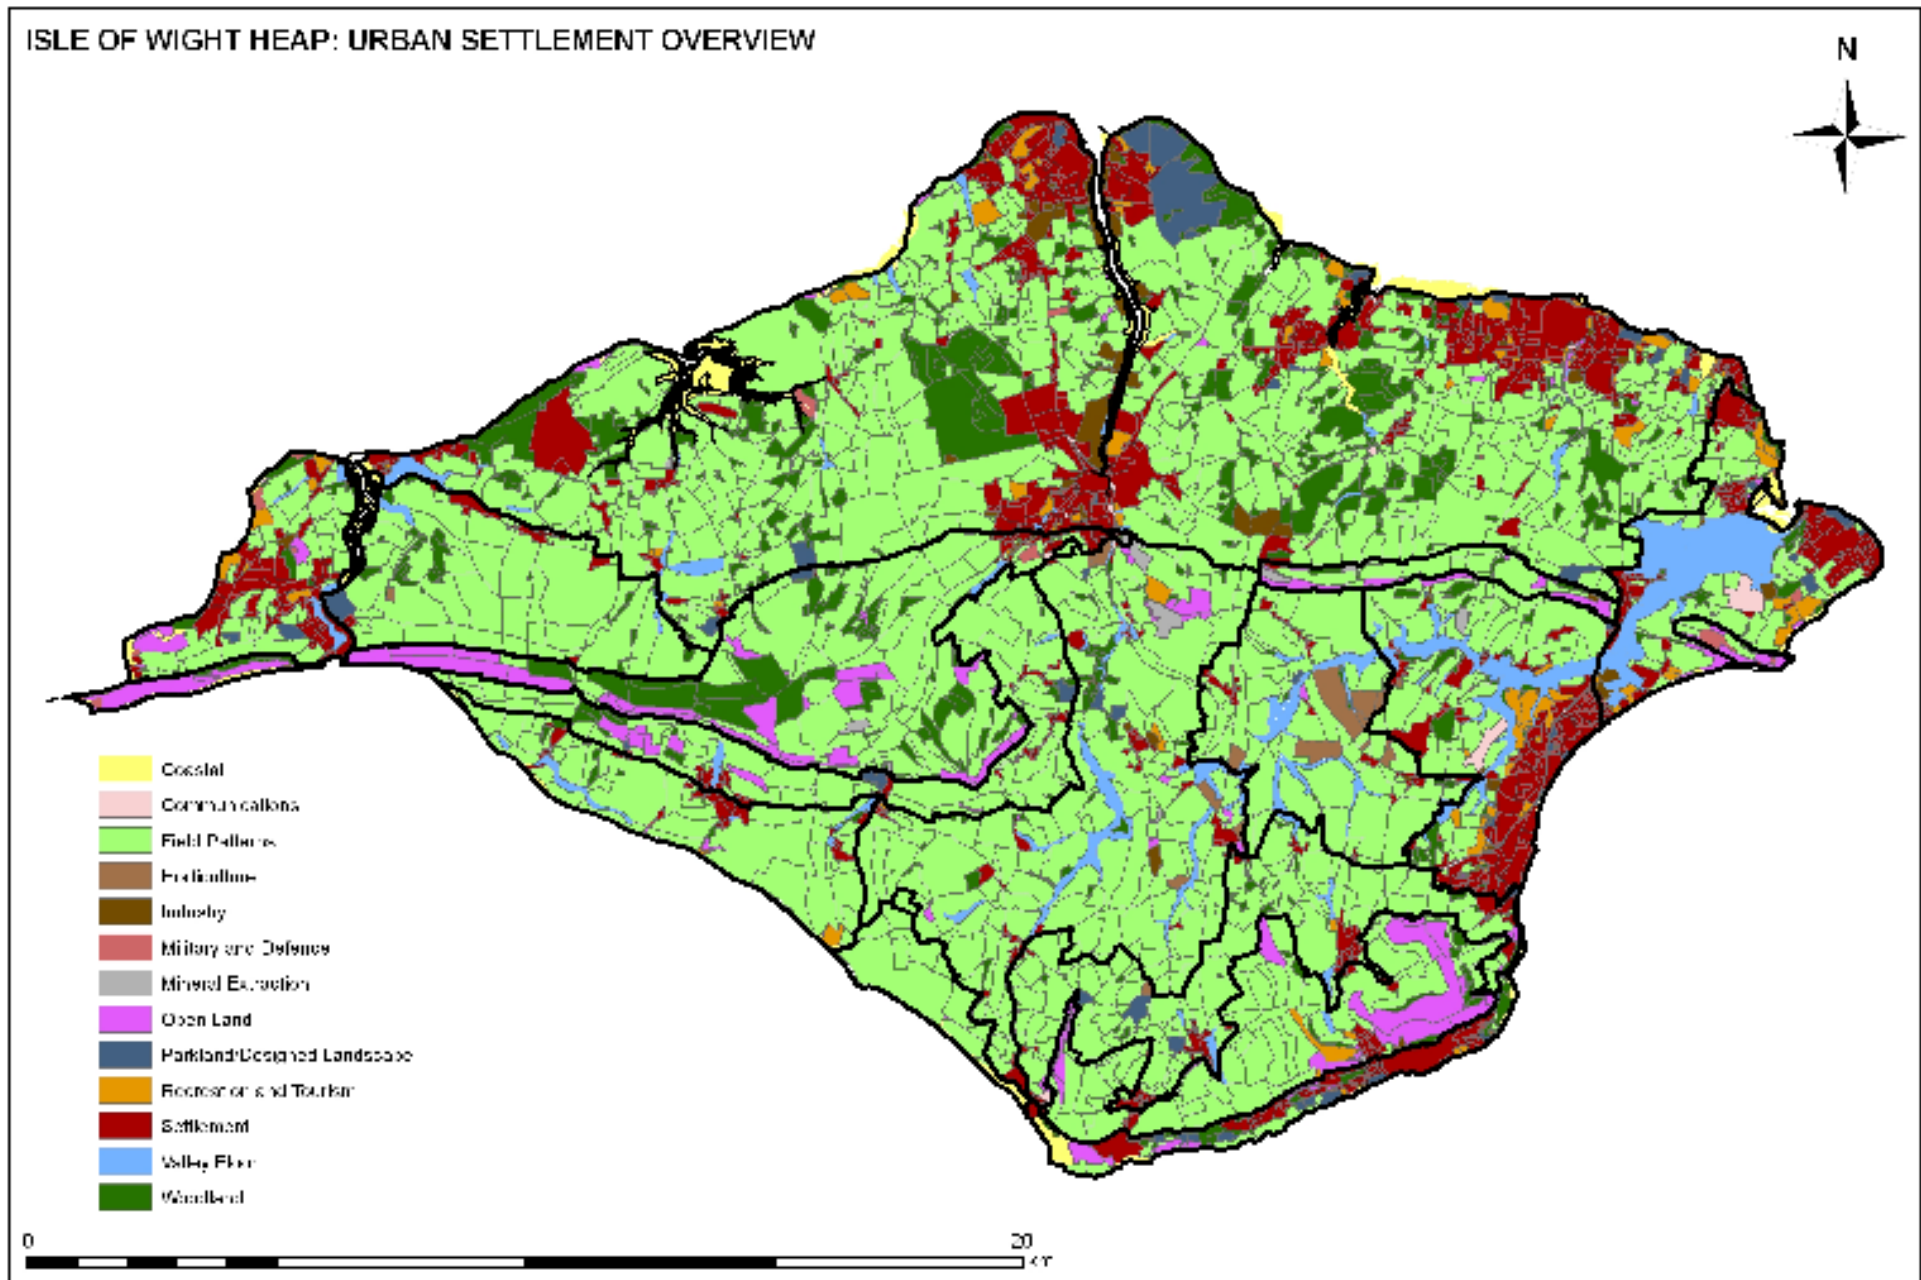 ISLE OF WIGHT HEAP: URBAN SETTLEMENT OVERVIEW
N
Coastal
Communications
Field Patterns
Horticulture
Industry
Military and Defence
Mineral Extraction
Open Land
Parkland/Designed Landscape
Recreation and Tourism
Settlement
Valley Floor
Woodland
0
20
km